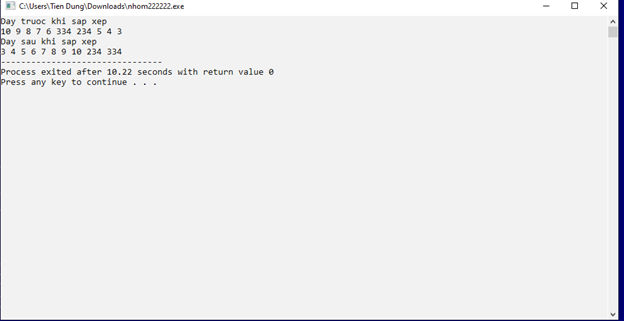 C:\Users\Tien Dung\Downloads\nhom222222.exe
Day truoc khi sap xep
10 9 8 7 6 334 234 5 4 3
Day sau khi sap xep
3 4 5 6 7 8 9 10 234 334
--------------------------------
Process exited after 10.22 seconds with return value 0
Press any key to continue . . .